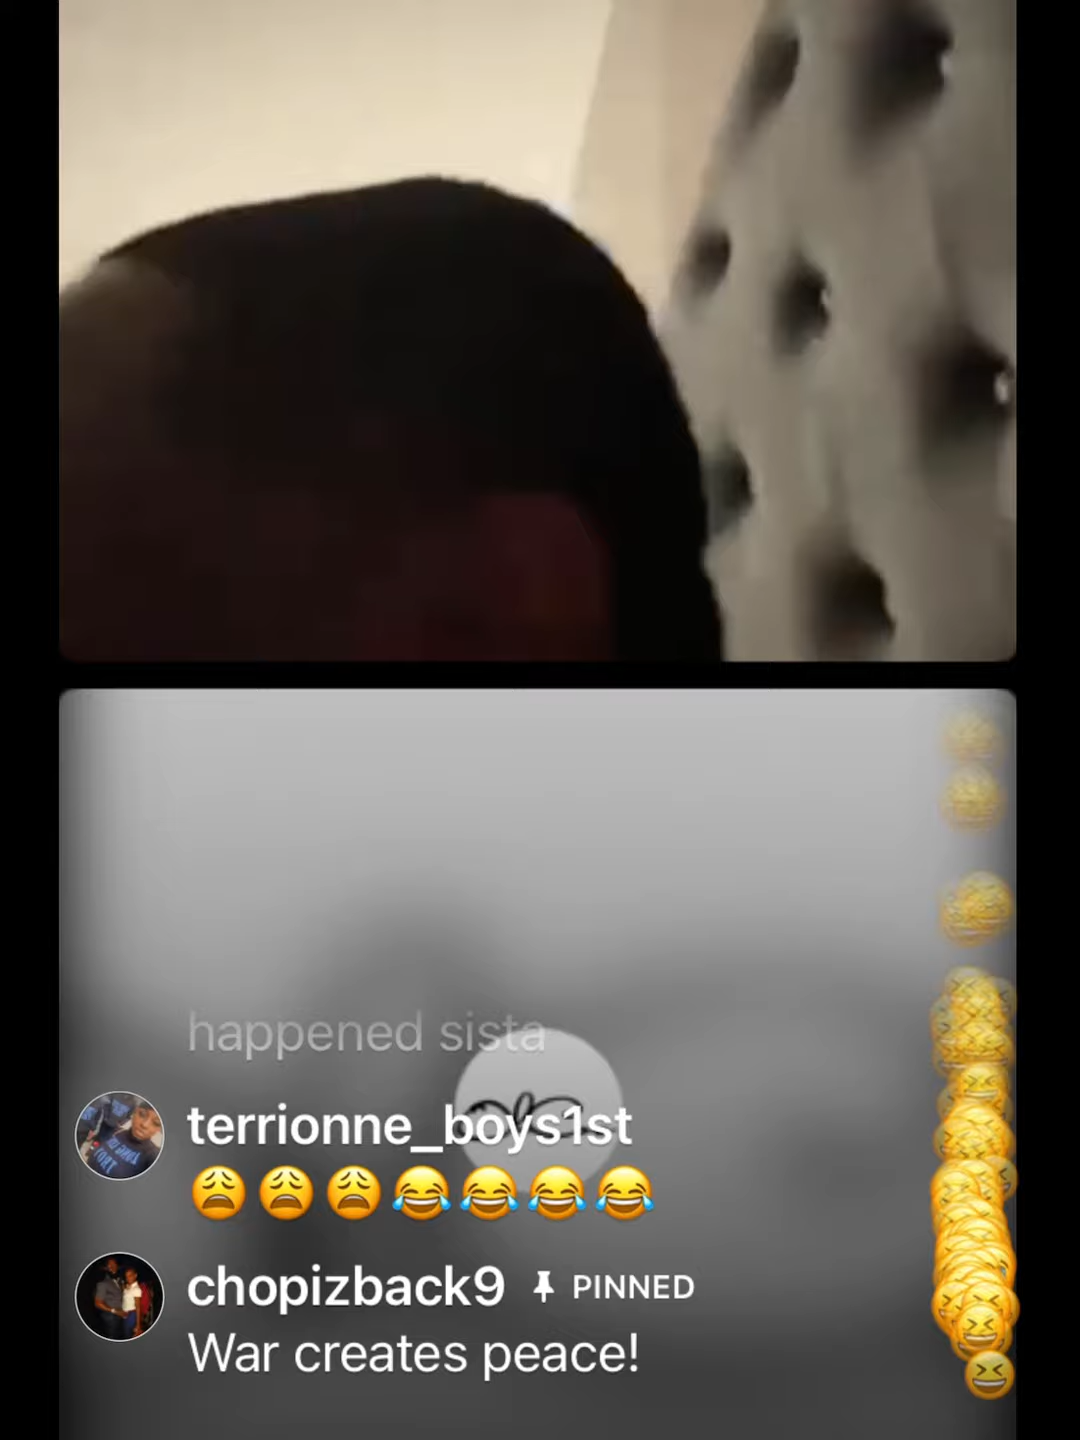 happened sista
terrionne_boys1st
😩😩😩😂😂😂😂
chopizback9 PINNED
War creates peace!